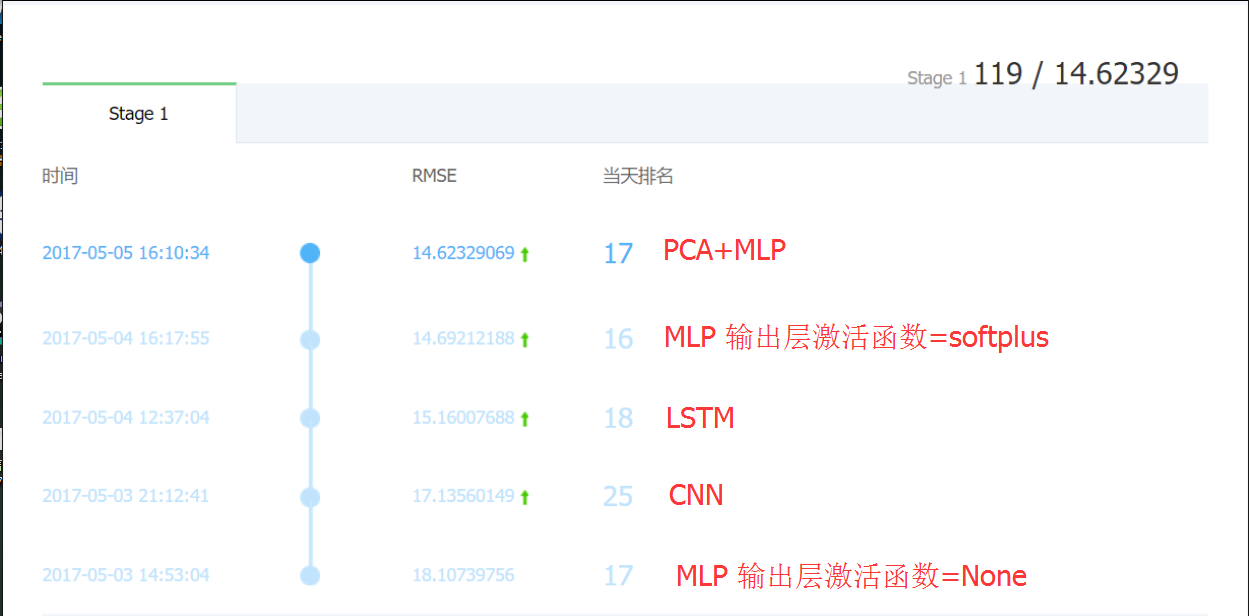 Stage 1 119 / 14.62329
Stage 1
时间 RMSE 当天排名
2017-05-05 16:10:34 14.62329069 17 PCA+MLP
2017-05-04 16:17:55 14.69212188 16 MLP 输出层激活函数=softplus
2017-05-04 12:37:04 15.16007688 18 LSTM
2017-05-03 21:12:41 17.13560149 25 CNN
2017-05-03 14:53:04 18.10739756 17 MLP 输出层激活函数=None